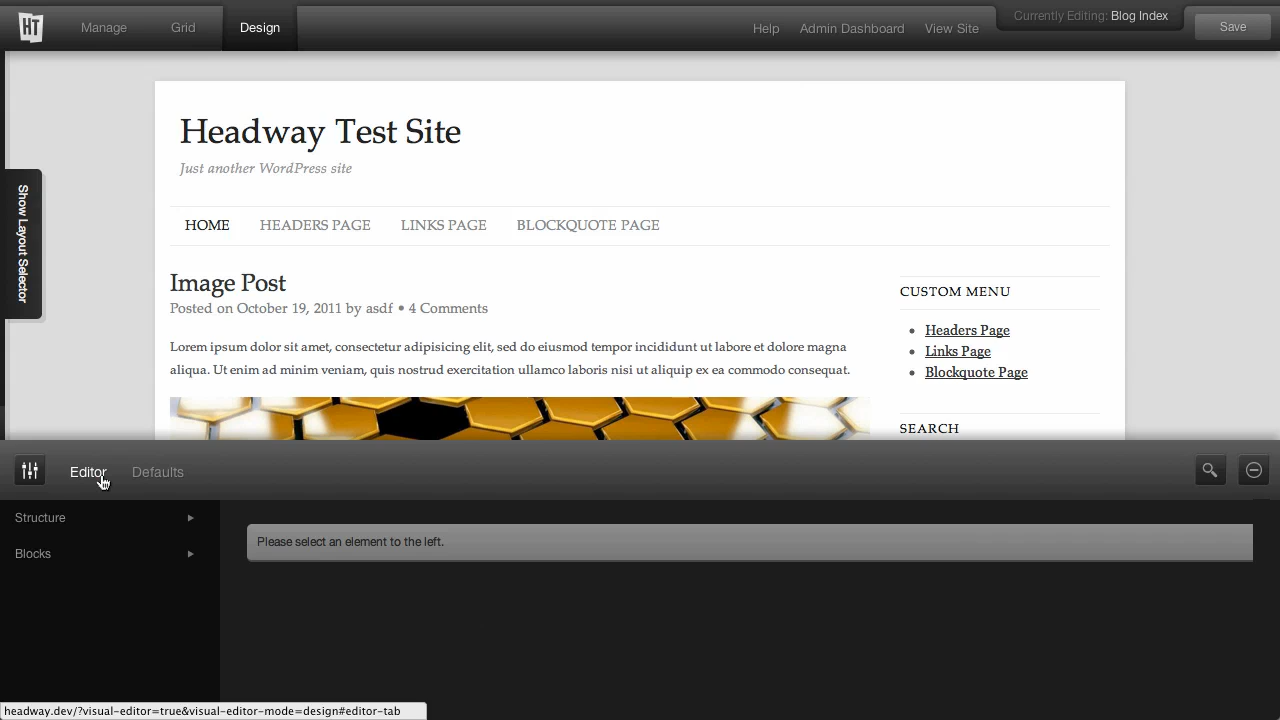 HT
Manage
Grid
Design
Help
Admin Dashboard
View Site
Currently Editing: Blog Index
Save
Show Layout Selector
Headway Test Site
Just another WordPress site
HOME
HEADERS PAGE
LINKS PAGE
BLOCKQUOTE PAGE
Image Post
Posted on October 19, 2011 by asdf • 4 Comments
Lorem ipsum dolor sit amet, consectetur adipisicing elit, sed do eiusmod tempor incididunt ut labore et dolore magna
aliqua. Ut enim ad minim veniam, quis nostrud exercitation ullamco laboris nisi ut aliquip ex ea commodo consequat.
CUSTOM MENU
Headers Page
Links Page
Blockquote Page
SEARCH
Editor
Defaults
Structure
Blocks
Please select an element to the left.
headway.dev/?visual-editor=true&visual-editor-mode=design#editor-tab